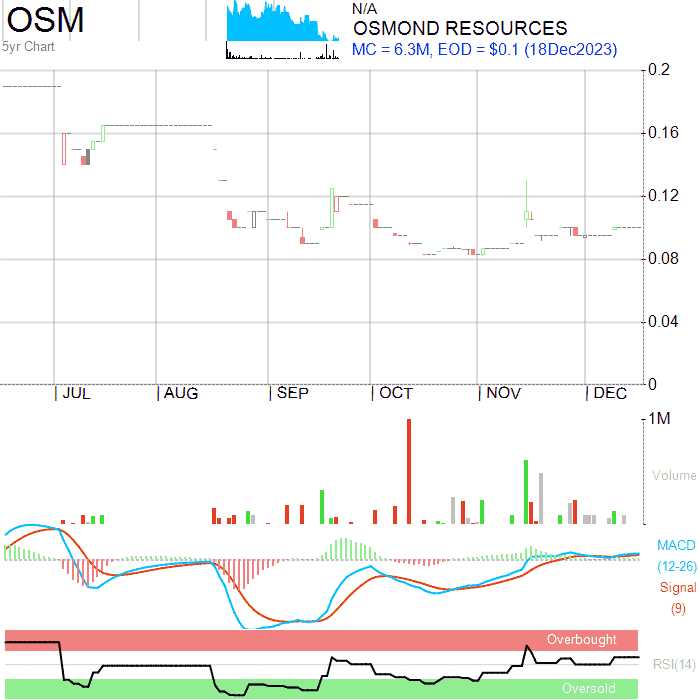 OSM
5yr Chart
N/A
OSMOND RESOURCES
MC = 6.3M, EOD = $0.1 (18Dec2023)
0.2
0.16
0.12
0.08
0.04
0
JUL
AUG
SEP
OCT
NOV
DEC
1M
Volume
MACD
(12-26)
Signal
(9)
Overbought
RSI(14)
Oversold